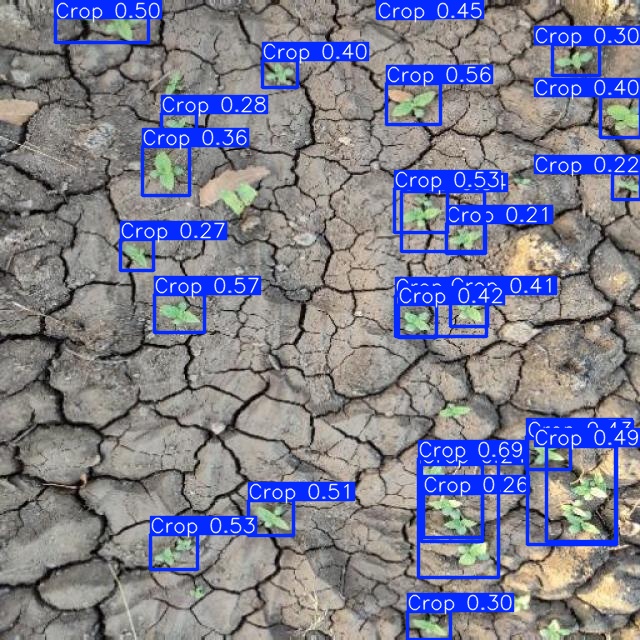 Crop 0.50
Crop 0.45
Crop 0.30
Crop 0.40
Crop 0.56
Crop 0.40
Crop 0.28
Crop 0.36
Crop 0.22
Crop 0.53
Crop 0.21
Crop 0.27
Crop 0.57
Crop 0.41
Crop 0.42
Crop 0.49
Crop 0.69
Crop 0.26
Crop 0.51
Crop 0.53
Crop 0.30